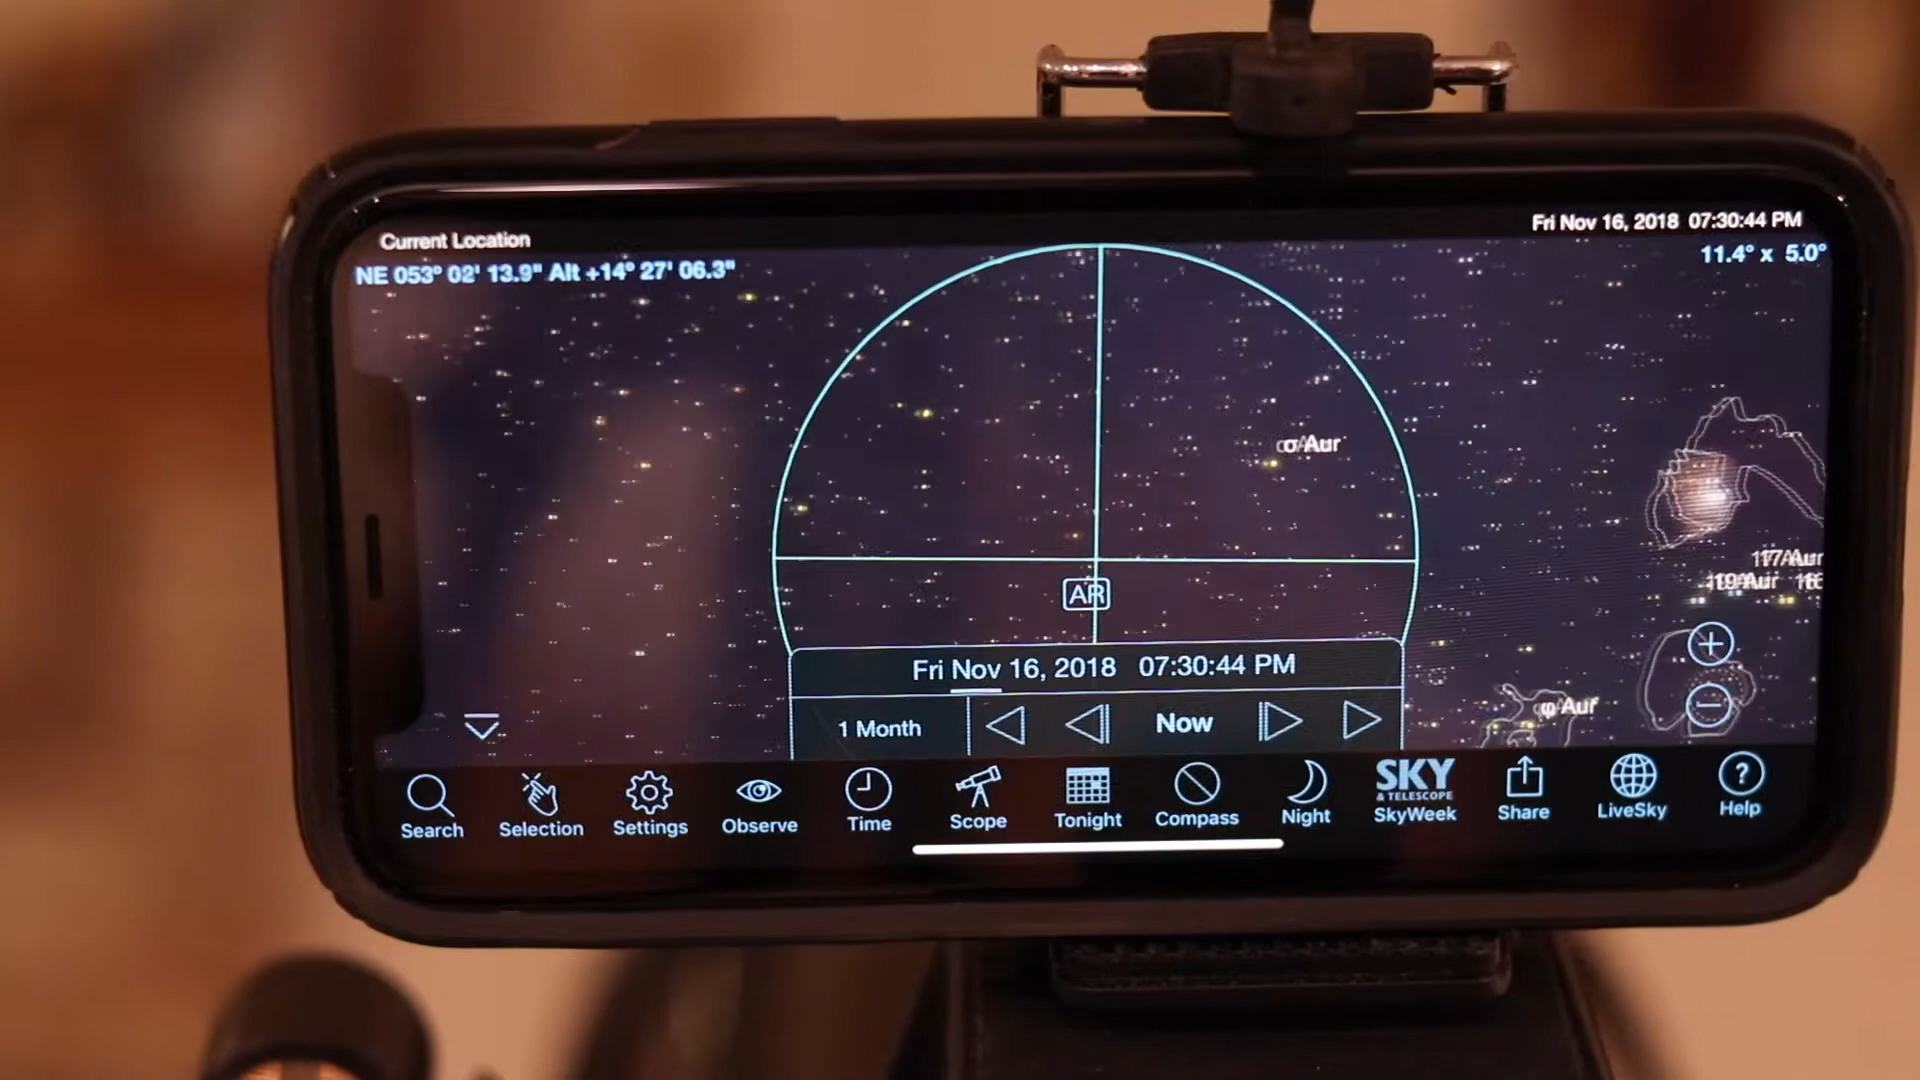 Current Location
Fri Nov 16, 2018 07:30:44 PM
NE 053° 02' 13.9" Alt +14° 27' 06.3"
11.4° x 5.0°
σ Aur
117 Aur
119 Aur
AR
φ Aur
Fri Nov 16, 2018 07:30:44 PM
1 Month
Now
SKY
& TELESCOPE
Search Selection Settings Observe Time Scope Tonight Compass Night SkyWeek Share LiveSky Help